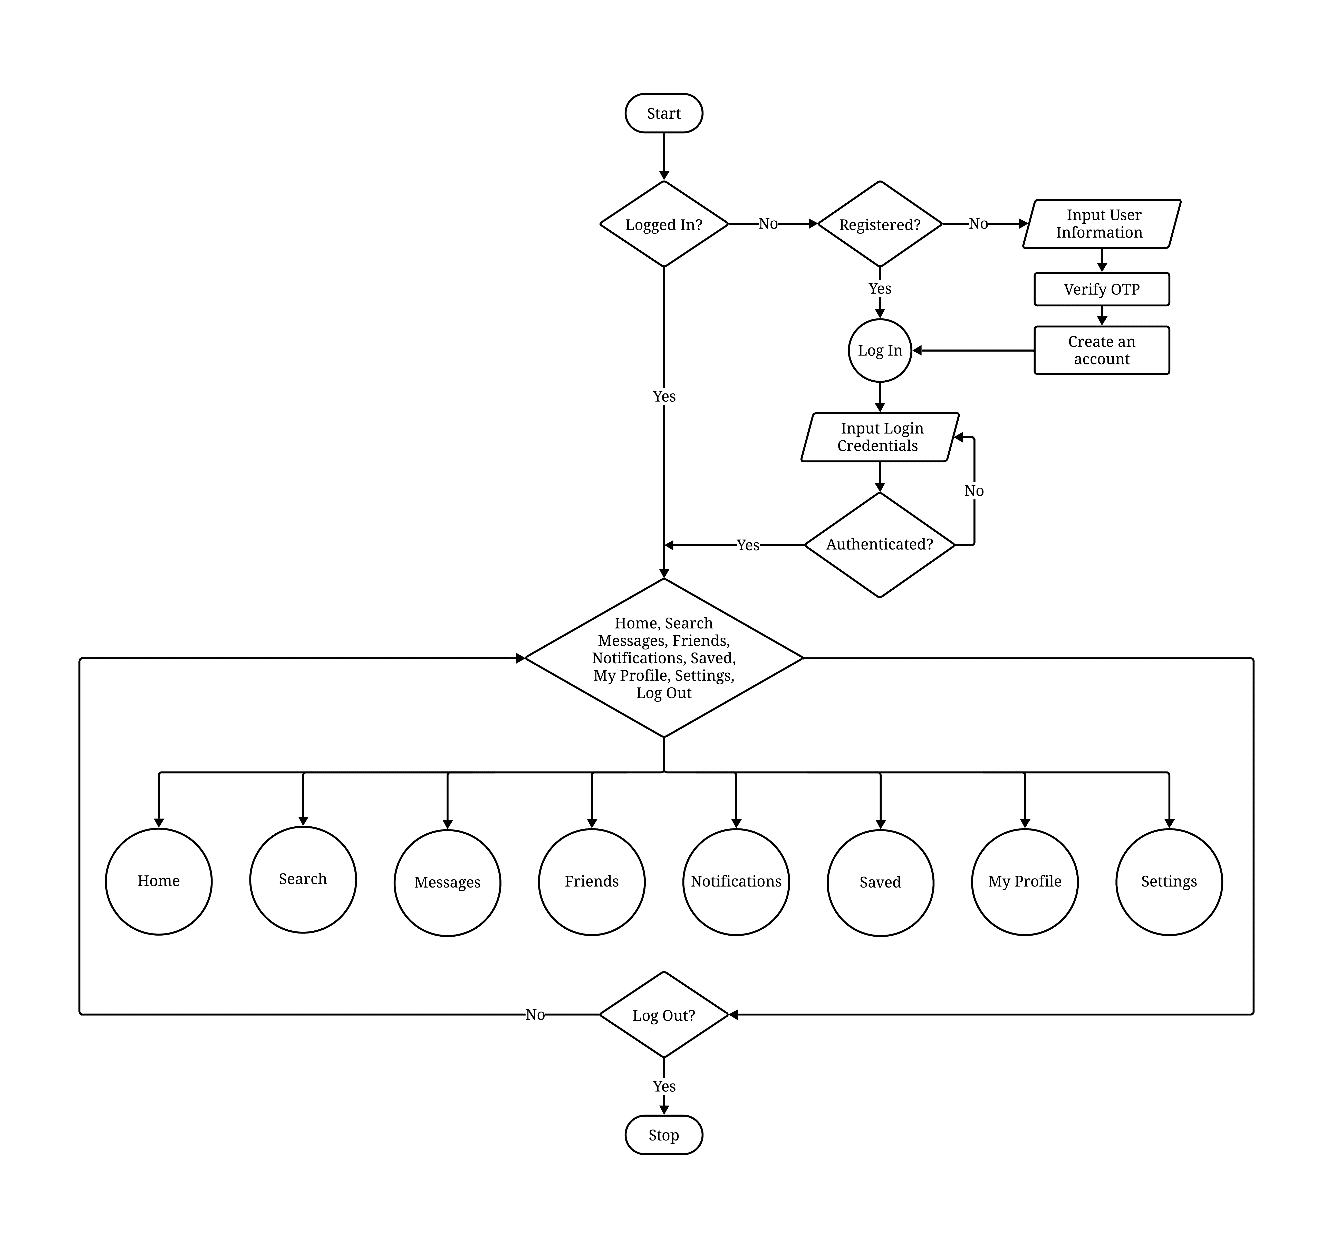 Start
Logged In?
No
Registered?
No
Input User
Information
Yes
Verify OTP
Log In
Create an
account
Yes
Input Login
Credentials
No
Authenticated?
Yes
Home, Search
Messages, Friends,
Notifications, Saved,
My Profile, Settings,
Log Out
Home
Search
Messages
Friends
Notifications
Saved
My Profile
Settings
No
Log Out?
Yes
Stop